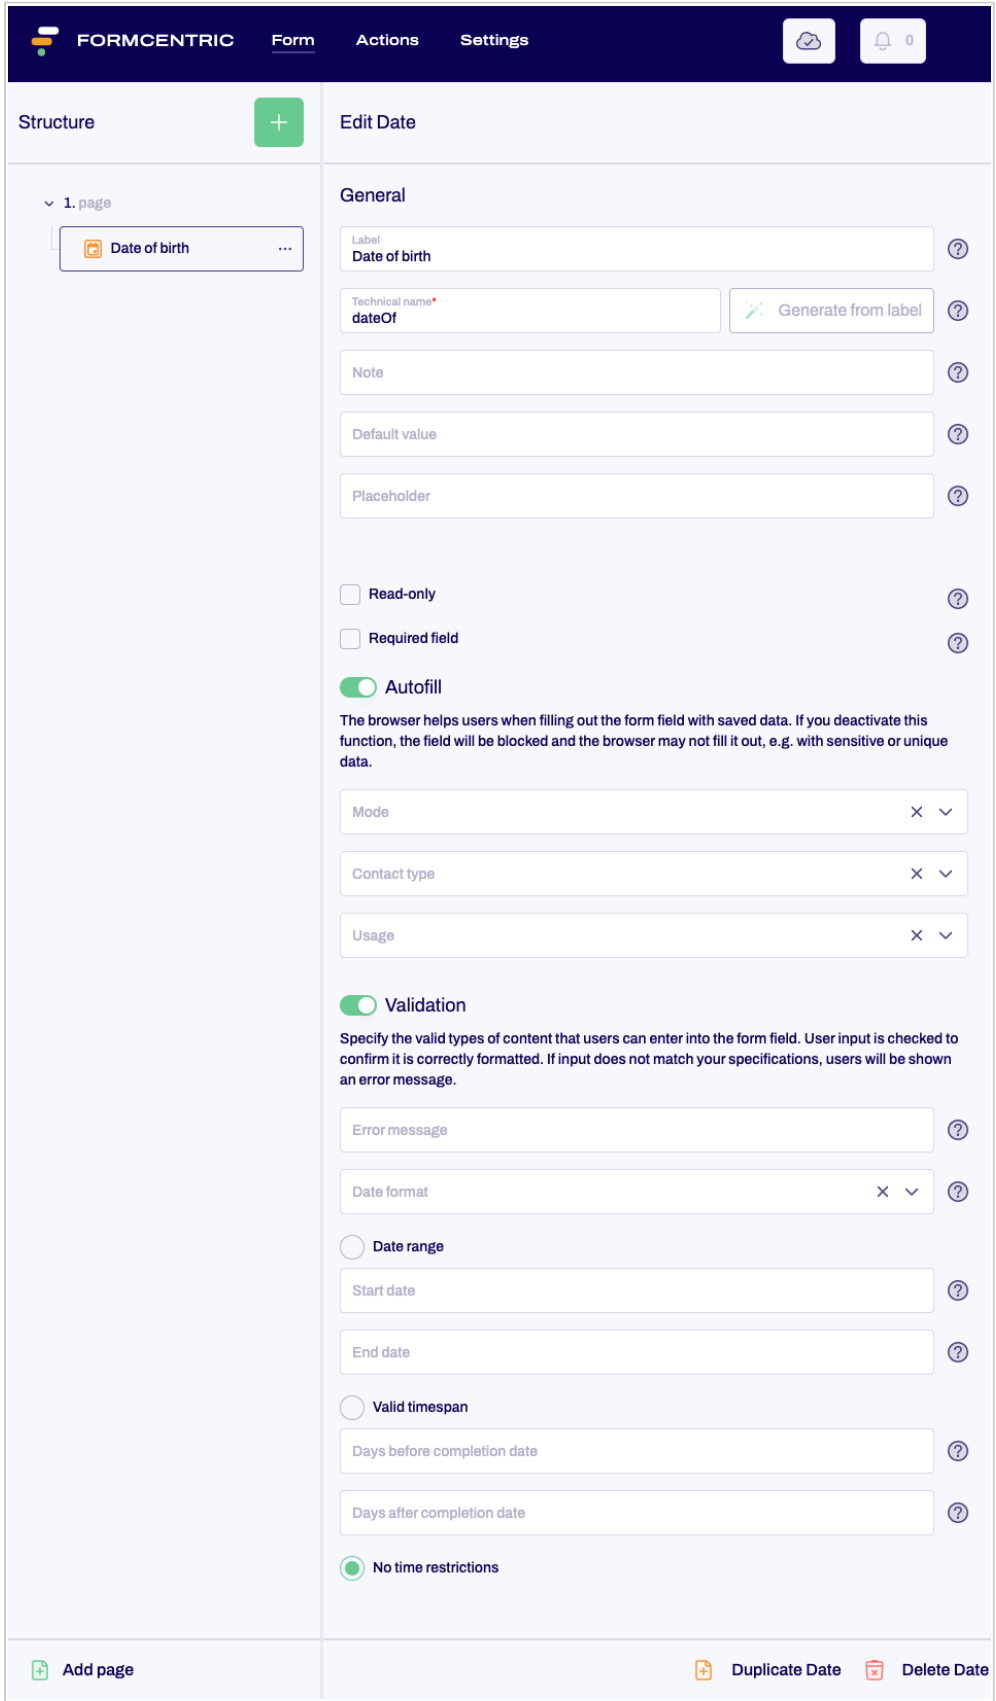 FORMCENTRIC Form Actions Settings 0
Structure
Edit Date
1. page
Date of birth
General
Label
Date of birth
Technical name*
dateOf
Generate from label
Note
Default value
Placeholder
Read-only
Required field
Autofill
The browser helps users when filling out the form field with saved data. If you deactivate this
function, the field will be blocked and the browser may not fill it out, e.g. with sensitive or unique
data.
Mode
Contact type
Usage
Validation
Specify the valid types of content that users can enter into the form field. User input is checked to
confirm it is correctly formatted. If input does not match your specifications, users will be shown
an error message.
Error message
Date format
Date range
Start date
End date
Valid timespan
Days before completion date
Days after completion date
No time restrictions
Add page
Duplicate Date
Delete Date